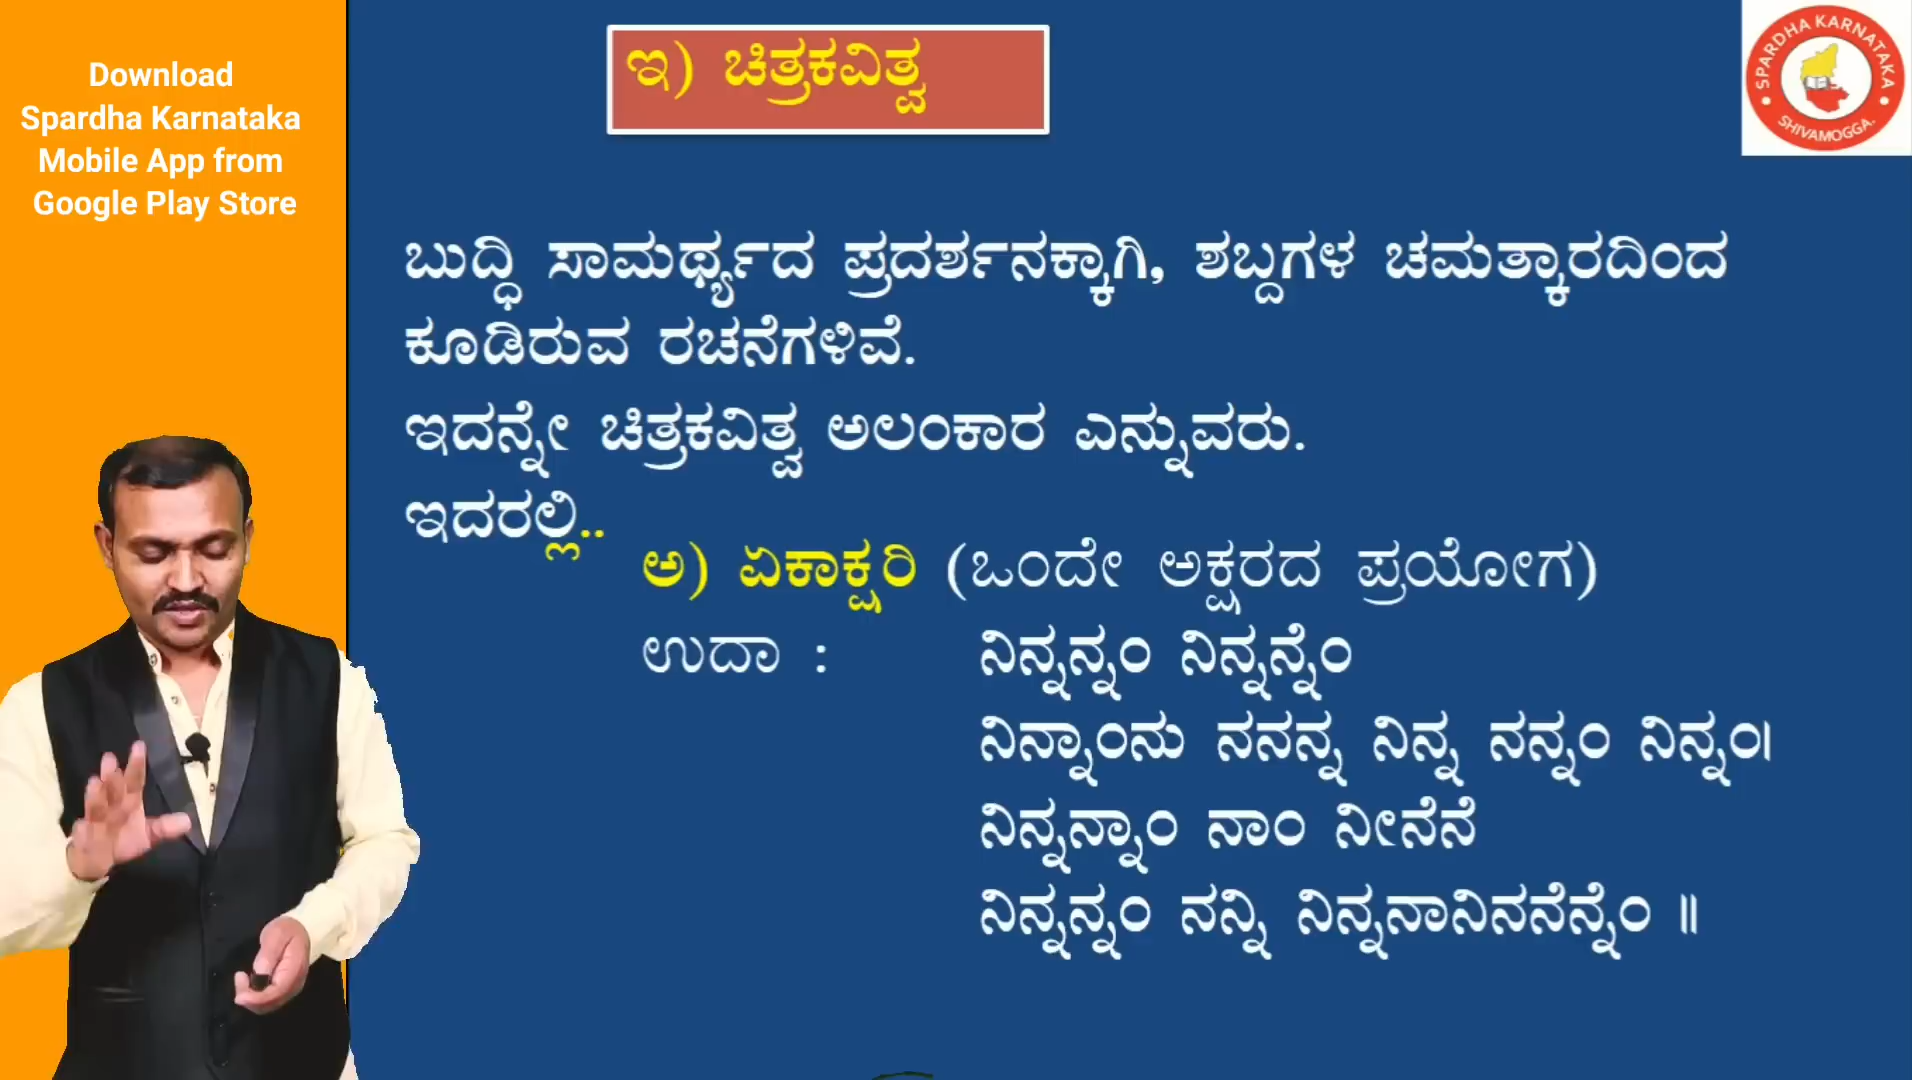 Download
Spardha Karnataka
Mobile App from
Google Play Store
ಇ) ಚಿತ್ರಕವಿತ್ವ
SPARDHA KARNATAKA
SHIVAMOGGA.
ಬುದ್ಧಿ ಸಾಮರ್ಥ್ಯದ ಪ್ರದರ್ಶನಕ್ಕಾಗಿ, ಶಬ್ದಗಳ ಚಮತ್ಕಾರದಿಂದ
ಕೂಡಿರುವ ರಚನೆಗಳಿವೆ.
ಇದನ್ನೇ ಚಿತ್ರಕವಿತ್ವ ಅಲಂಕಾರ ಎನ್ನುವರು.
ಇದರಲ್ಲಿ..
ಅ) ಏಕಾಕ್ಷರಿ (ಒಂದೇ ಅಕ್ಷರದ ಪ್ರಯೋಗ)
ಉದಾ : ನಿನ್ನನ್ನಂ ನಿನ್ನನ್ನೆಂ
ನಿನ್ನಾಂನು ನನನ್ನ ನಿನ್ನ ನನ್ನಂ ನಿನ್ನಂ।
ನಿನ್ನನ್ನಾಂ ನಾಂ ನೀನೆನೆ
ನಿನ್ನನ್ನಂ ನನ್ನಿ ನಿನ್ನನಾನಿನನೆನ್ನೆಂ ॥